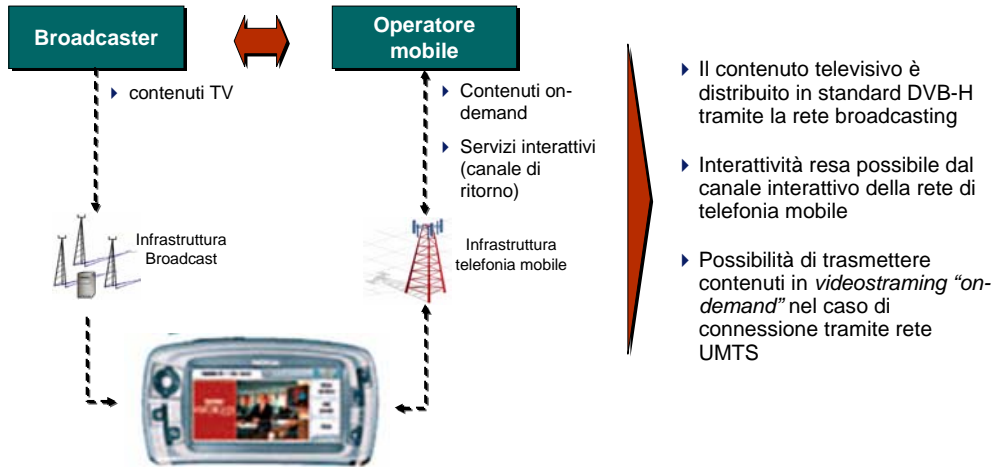 Broadcaster
Operatore
mobile
contenuti TV
Contenuti on-
demand
Servizi interattivi
(canale di
ritorno)
Infrastruttura
Broadcast
Infrastruttura
telefonia mobile
Il contenuto televisivo è
distribuito in standard DVB-H
tramite la rete broadcasting
Interattività resa possibile dal
canale interattivo della rete di
telefonia mobile
Possibilità di trasmettere
contenuti in videostraming “on-
demand” nel caso di
connessione tramite rete
UMTS